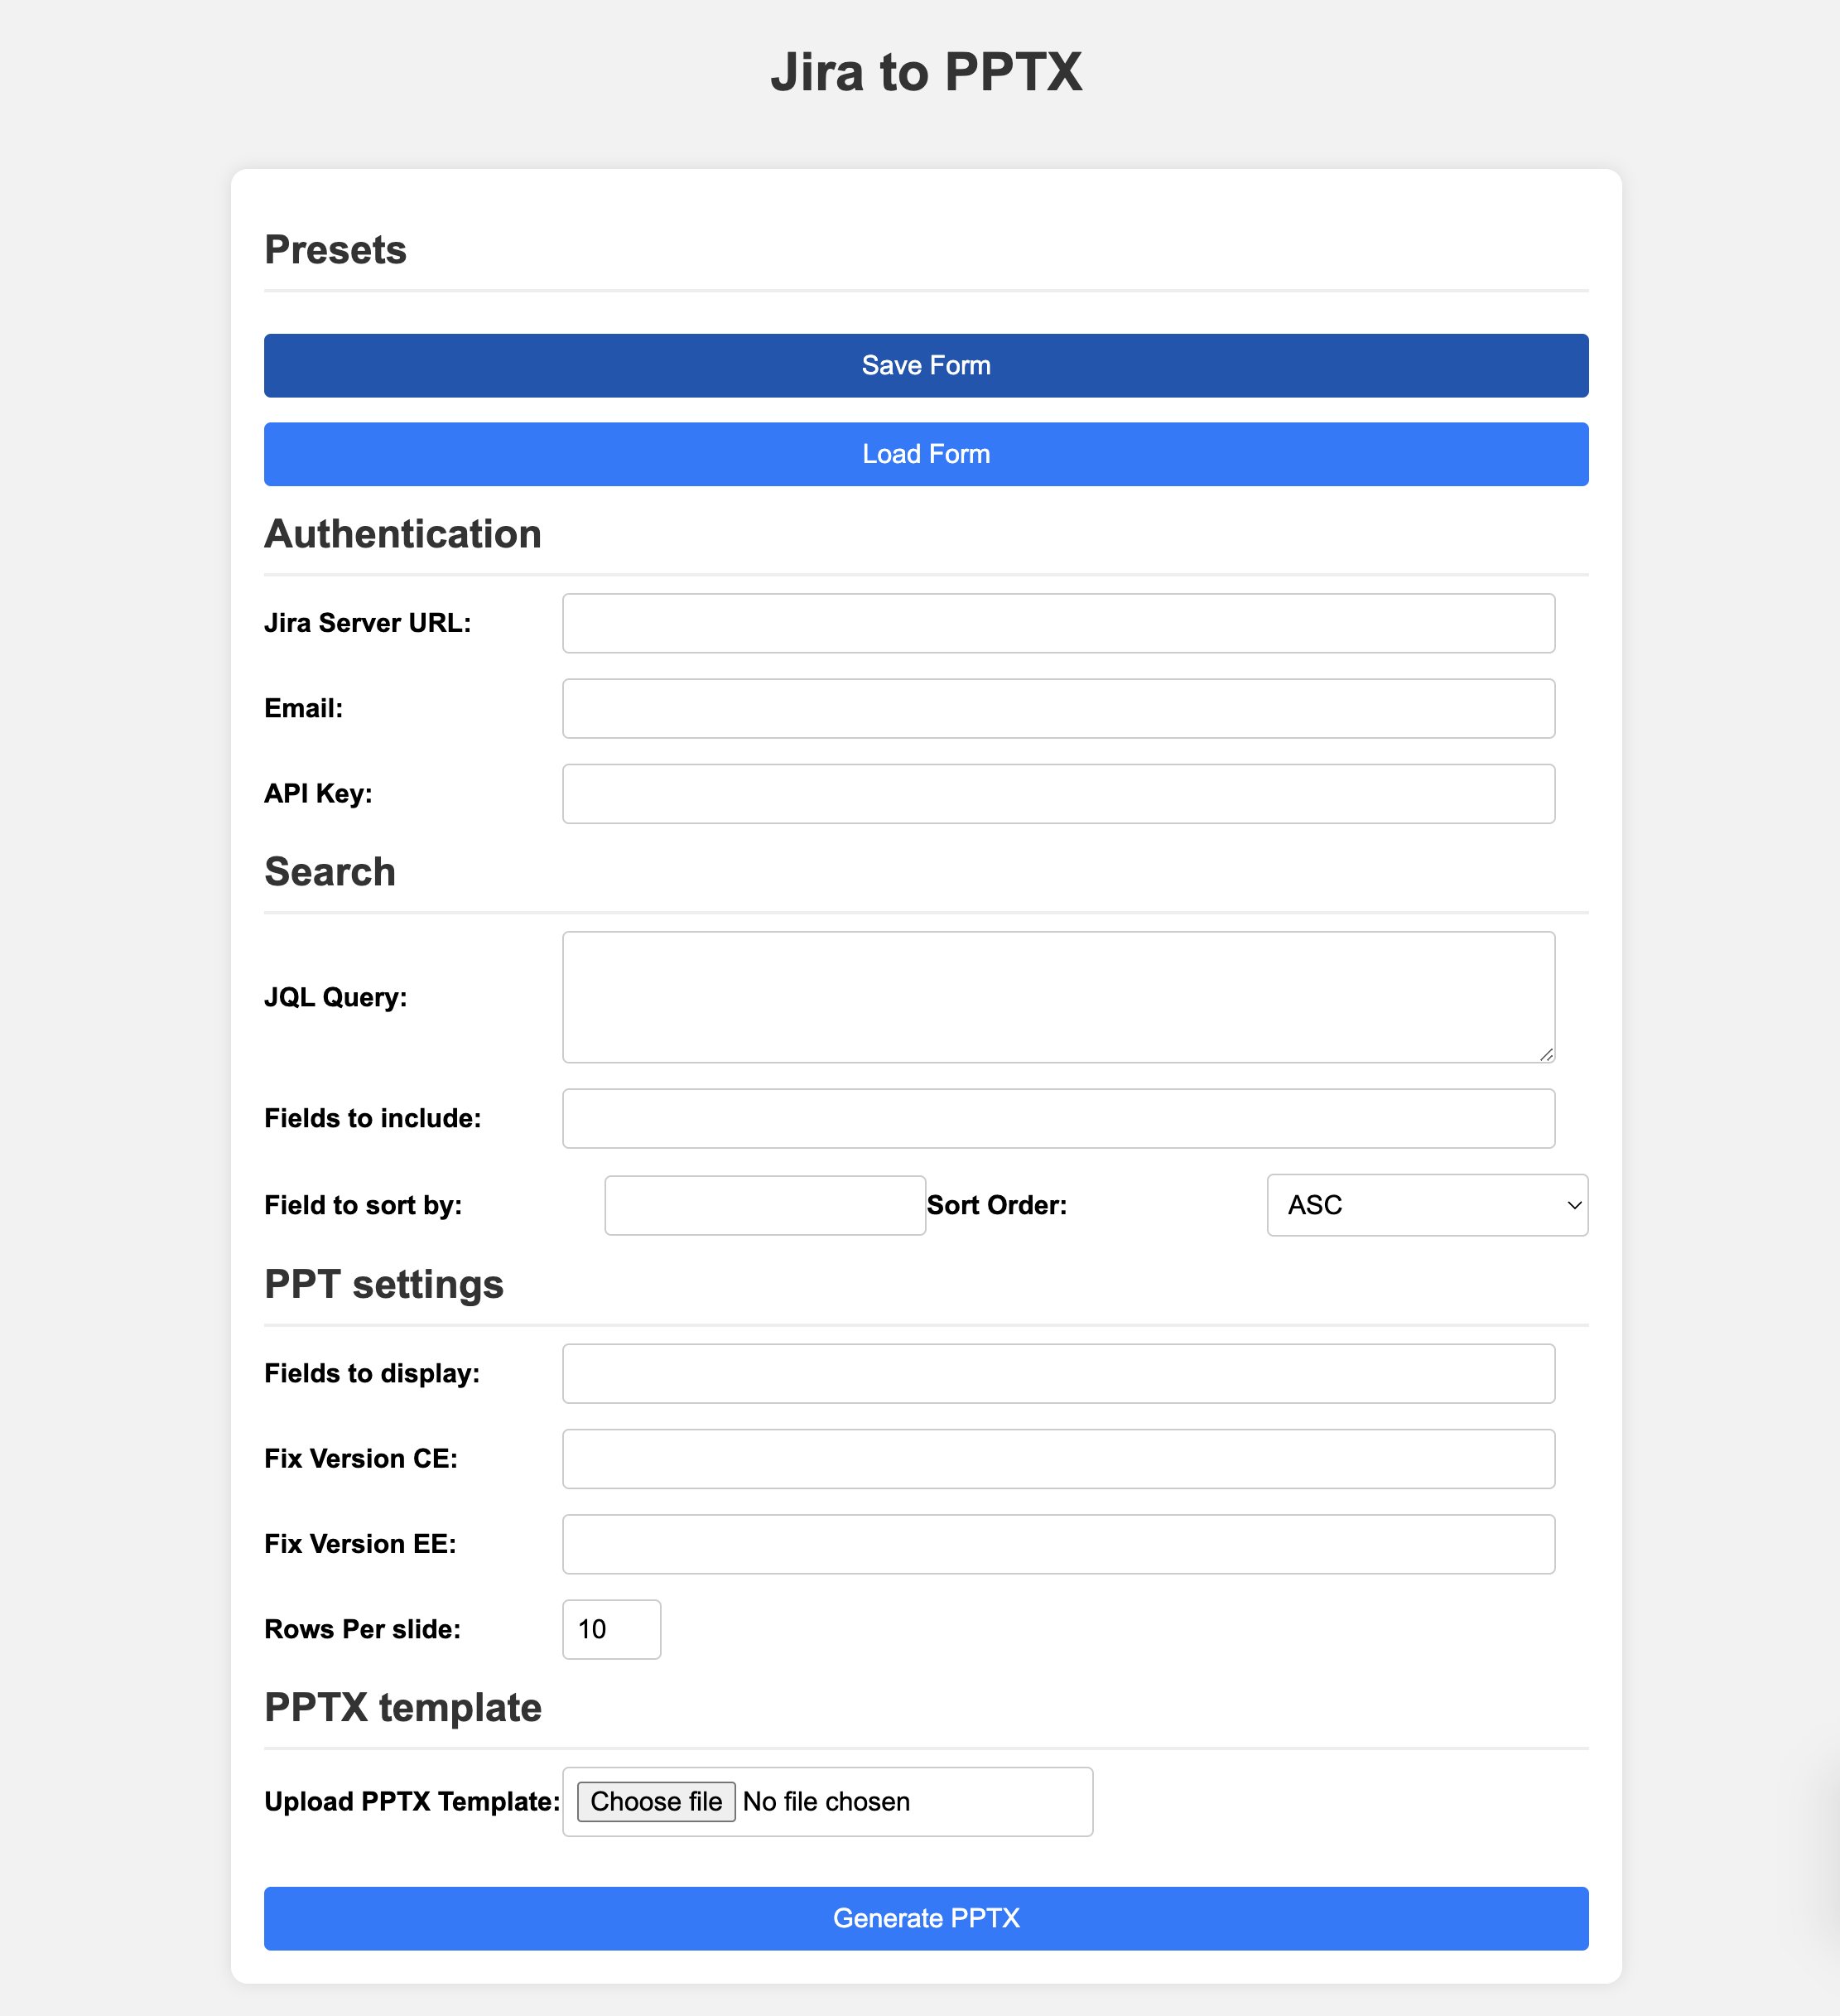 Jira to PPTX
Presets
Save Form
Load Form
Authentication
Jira Server URL:
Email:
API Key:
Search
JQL Query:
Fields to include:
Field to sort by: Sort Order: ASC
PPT settings
Fields to display:
Fix Version CE:
Fix Version EE:
Rows Per slide: 10
PPTX template
Upload PPTX Template: Choose file No file chosen
Generate PPTX